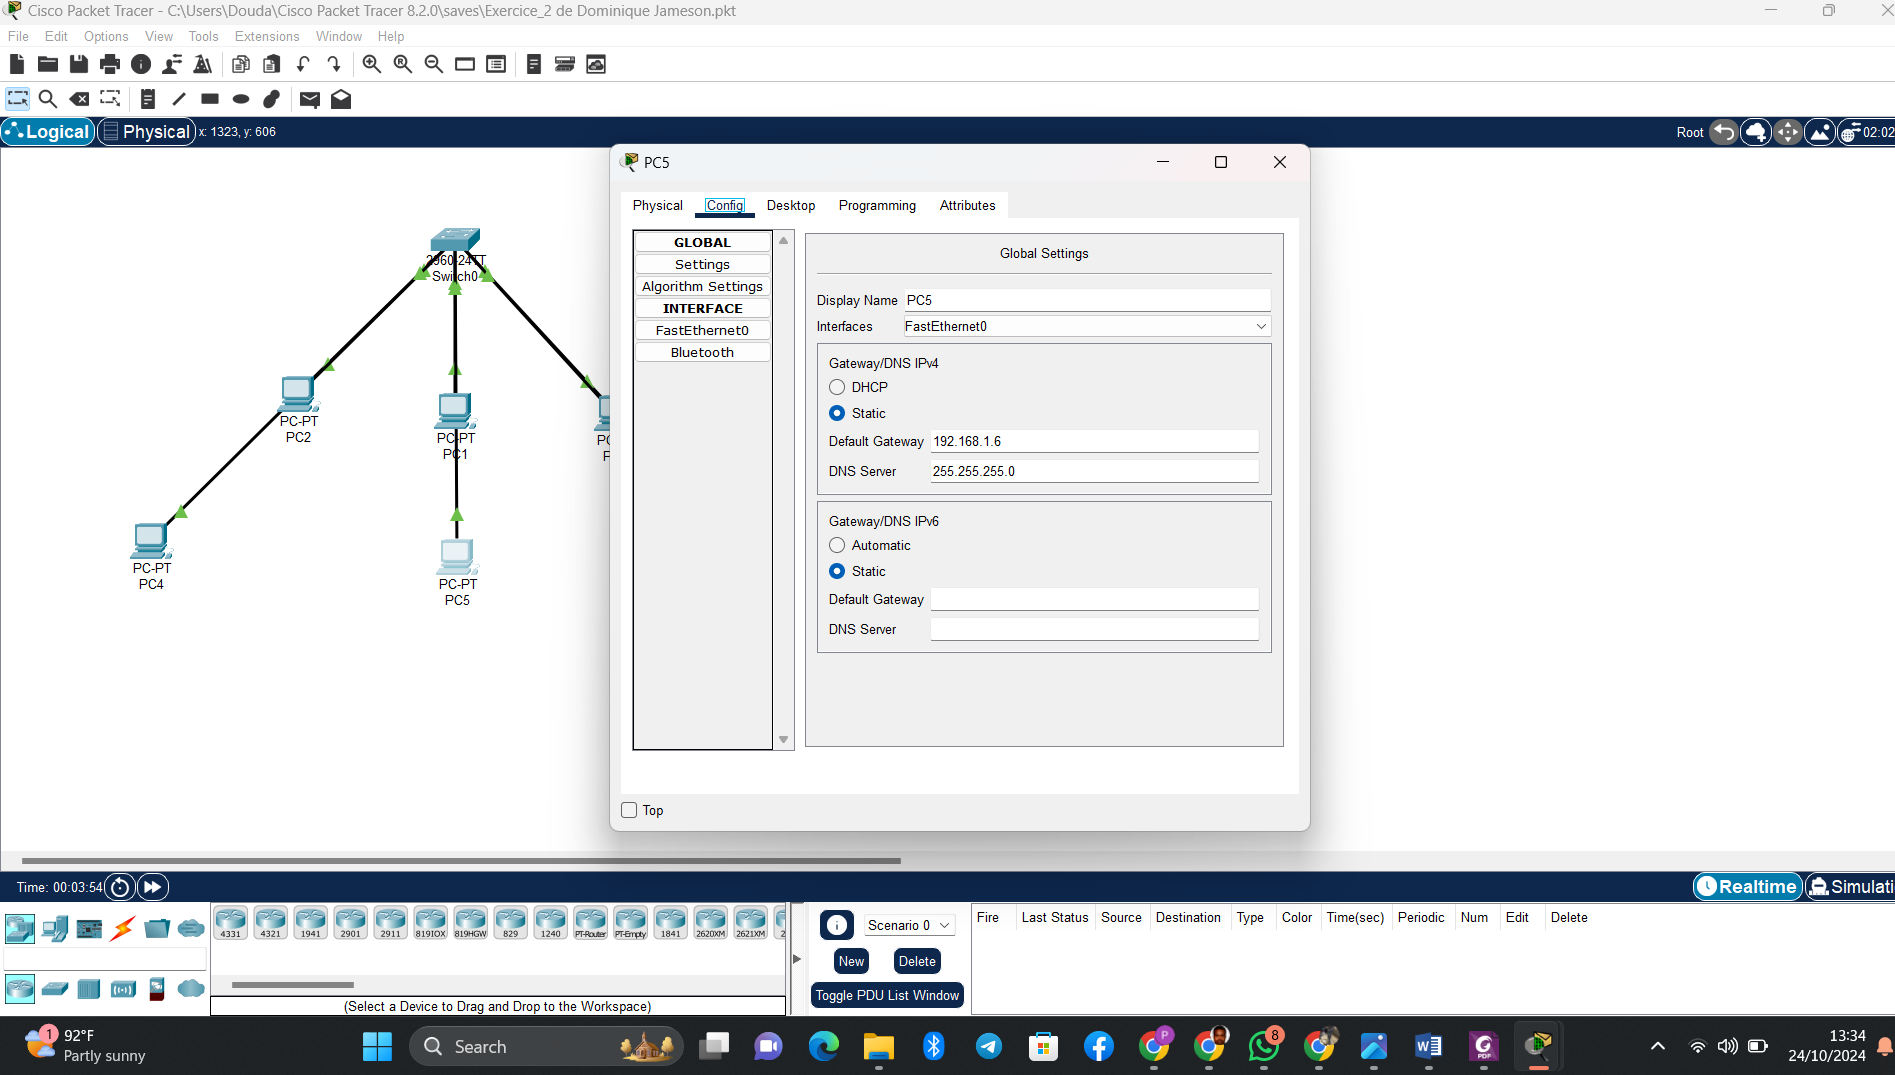 Cisco Packet Tracer - C:\Users\Douda\Cisco Packet Tracer 8.2.0\saves\Exercice_2 de Dominique Jameson.pkt
File Edit Options View Tools Extensions Window Help
Logical Physical x: 1323, y: 606 Root 02:02
PC5
Physical Config Desktop Programming Attributes
GLOBAL
Settings
Algorithm Settings
INTERFACE
FastEthernet0
Bluetooth
Global Settings
Display Name PC5
Interfaces FastEthernet0
Gateway/DNS IPv4
DHCP
Static
Default Gateway 192.168.1.6
DNS Server 255.255.255.0
Gateway/DNS IPv6
Automatic
Static
Default Gateway
DNS Server
Top
2960-24TT
Switch0
PC-PT
PC2
PC-PT
PC1
PC
P
PC-PT
PC4
PC-PT
PC5
Time: 00:03:54 Realtime Simulati
4331 4321 1941 2901 2911 819IOX 819HGW 829 1240 PT-Router PT-Empty 1841 2620XM 2621XM 2
(Select a Device to Drag and Drop to the Workspace)
Scenario 0
New Delete
Toggle PDU List Window
Fire Last Status Source Destination Type Color Time(sec) Periodic Num Edit Delete
1 92°F
Partly sunny
Search
P
8
PDF
13:34
24/10/2024